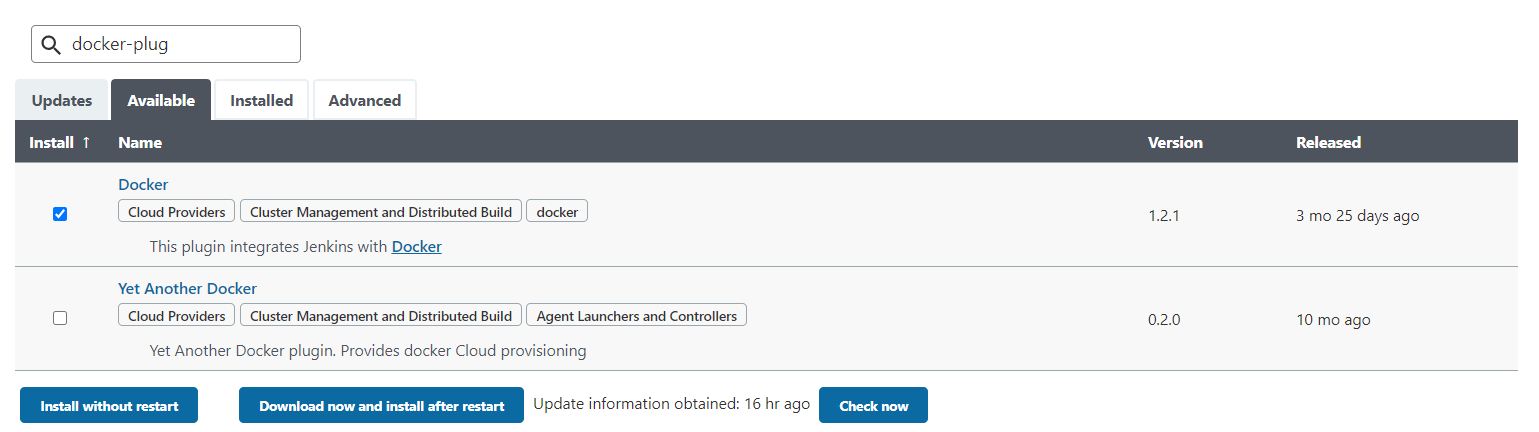 docker-plug
Updates Available Installed Advanced
Install ↑ Name Version Released
Docker
Cloud Providers Cluster Management and Distributed Build docker
1.2.1 3 mo 25 days ago
This plugin integrates Jenkins with Docker
Yet Another Docker
Cloud Providers Cluster Management and Distributed Build Agent Launchers and Controllers
0.2.0 10 mo ago
Yet Another Docker plugin. Provides docker Cloud provisioning
Install without restart Download now and install after restart Update information obtained: 16 hr ago Check now